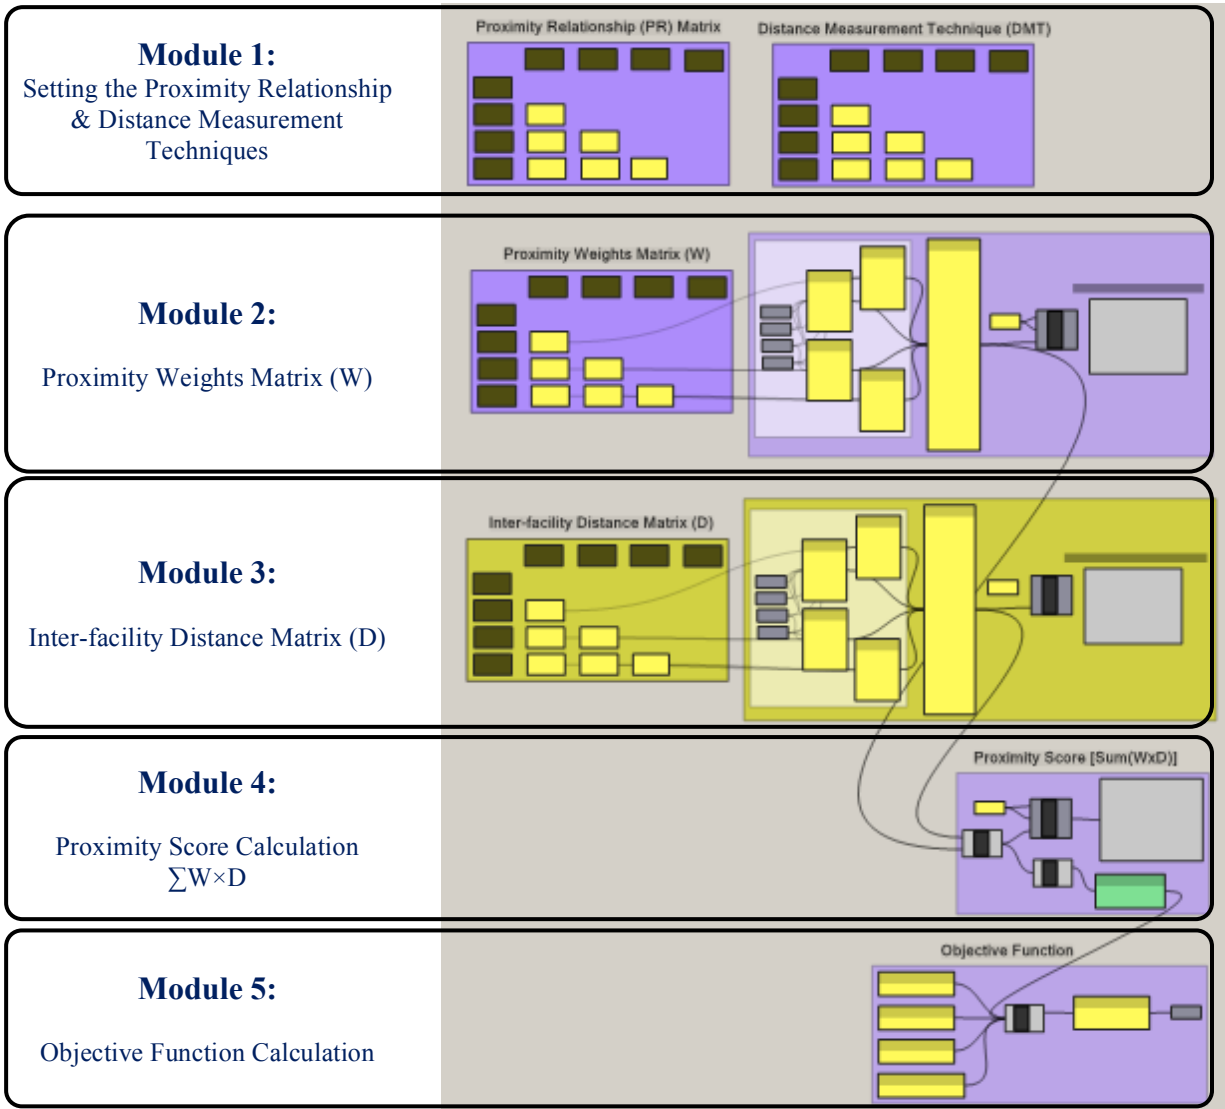 Module 1:
Setting the Proximity Relationship
& Distance Measurement
Techniques
Proximity Relationship (PR) Matrix
Distance Measurement Technique (DMT)
Module 2:
Proximity Weights Matrix (W)
Proximity Weights Matrix (W)
Module 3:
Inter-facility Distance Matrix (D)
Inter-facility Distance Matrix (D)
Module 4:
Proximity Score Calculation
∑W×D
Proximity Score [Sum(WxD)]
Module 5:
Objective Function Calculation
Objective Function